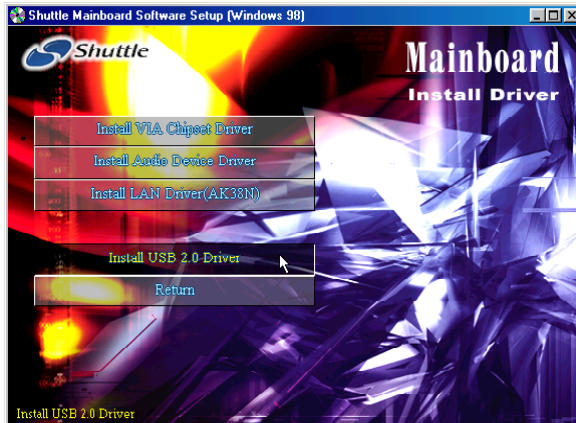 Shuttle Mainboard Software Setup (Windows 98)
Shuttle
Mainboard
Install Driver
Install VIA Chipset Driver
Install Audio Device Driver
Install LAN Driver(AK38N)
Install USB 2.0 Driver
Return
Install USB 2.0 Driver